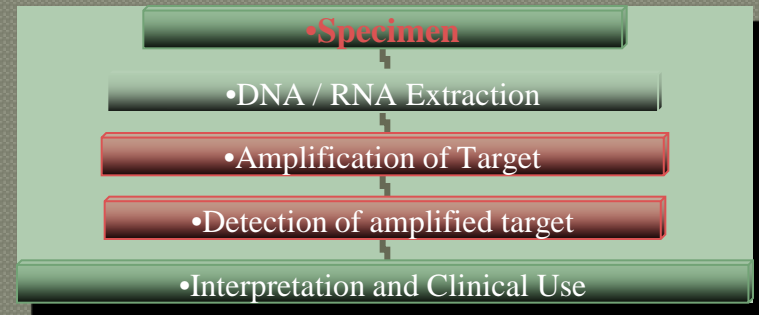 •Specimen
•DNA / RNA Extraction
•Amplification of Target
•Detection of amplified target
•Interpretation and Clinical Use